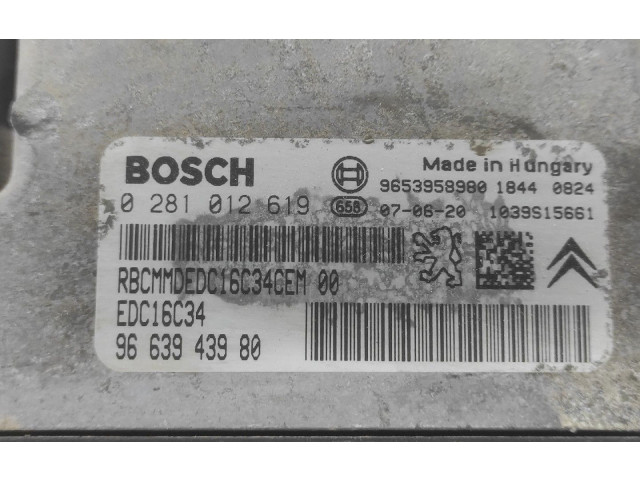 BOSCH
Made in Hungary
9653958980 1844 0824
0 281 012 619
658 07-06-20 1039S15661
RBCMMDEDC16C34CEM 00
EDC16C34
96 639 439 80